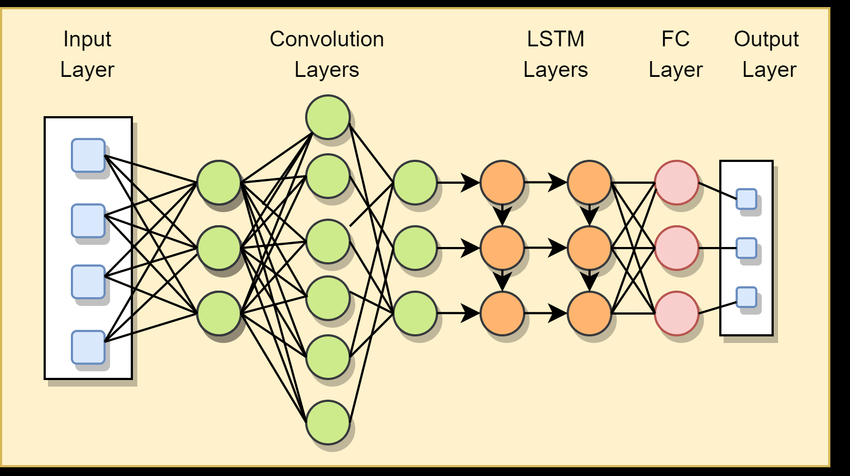 Input
Layer
Convolution
Layers
LSTM
Layers
FC
Layer
Output
Layer